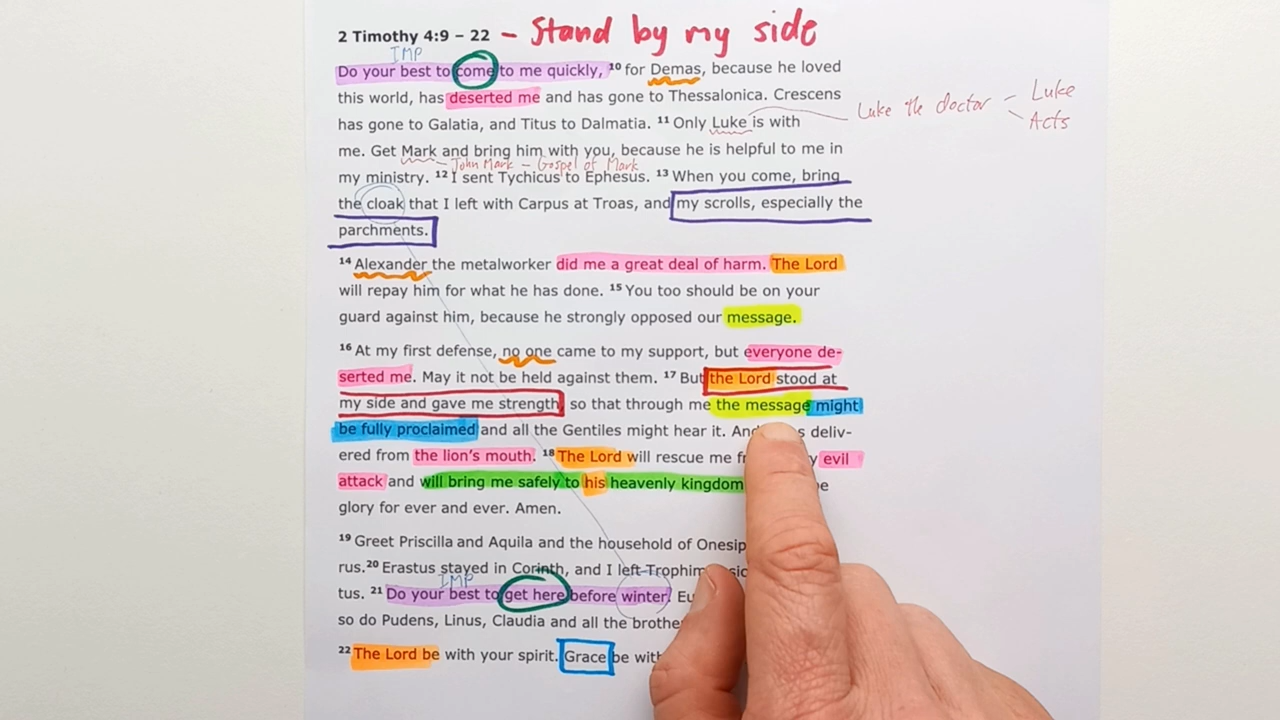 2 Timothy 4:9 – 22 – Stand by my side
IMP
Do your best to come to me quickly, 10 for Demas, because he loved
this world, has deserted me and has gone to Thessalonica. Crescens
Luke the doctor – Luke
Acts
has gone to Galatia, and Titus to Dalmatia. 11 Only Luke is with
me. Get Mark and bring him with you, because he is helpful to me in
John Mark – Gospel of Mark
my ministry. 12 I sent Tychicus to Ephesus. 13 When you come, bring
the cloak that I left with Carpus at Troas, and my scrolls, especially the
parchments.
14 Alexander the metalworker did me a great deal of harm. The Lord
will repay him for what he has done. 15 You too should be on your
guard against him, because he strongly opposed our message.
16 At my first defense, no one came to my support, but everyone de-
serted me. May it not be held against them. 17 But the Lord stood at
my side and gave me strength, so that through me the message might
be fully proclaimed and all the Gentiles might hear it. And s deliv-
ered from the lion's mouth. 18 The Lord will rescue me f y evil
attack and will bring me safely to his heavenly kingdom e
glory for ever and ever. Amen.
19 Greet Priscilla and Aquila and the household of Onesip
rus. 20 Erastus stayed in Corinth, and I left Trophim sic
IMP
tus. 21 Do your best to get here before winter. Eu
so do Pudens, Linus, Claudia and all the brothe
22 The Lord be with your spirit. Grace be with